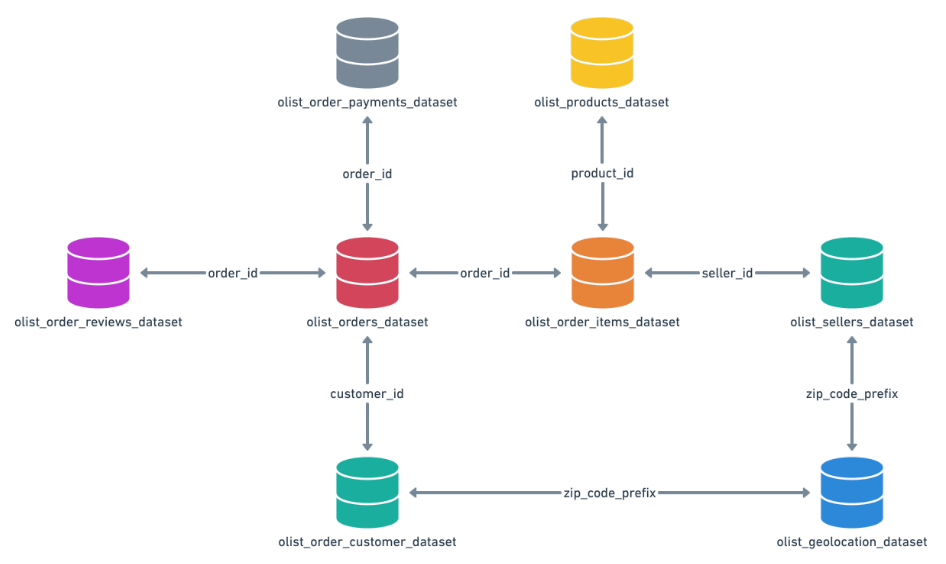 olist_order_payments_dataset
olist_products_dataset
order_id
product_id
order_id
order_id
seller_id
olist_order_reviews_dataset
olist_orders_dataset
olist_order_items_dataset
olist_sellers_dataset
customer_id
zip_code_prefix
zip_code_prefix
olist_order_customer_dataset
olist_geolocation_dataset